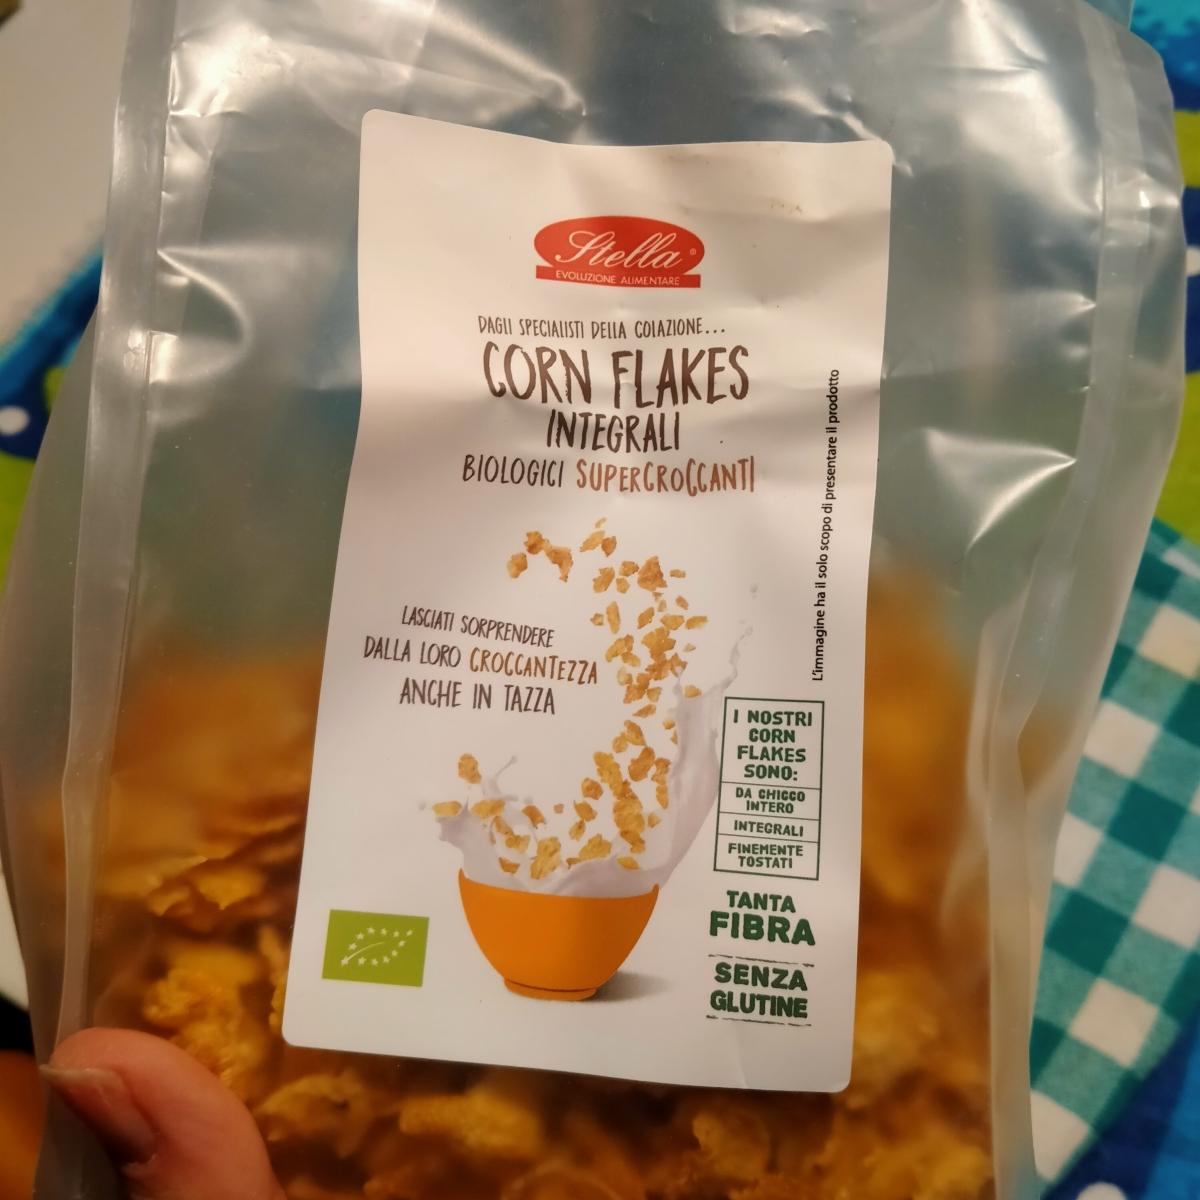 Stella®
EVOLUZIONE ALIMENTARE
DAGLI SPECIALISTI DELLA COLAZIONE...
CORN FLAKES
INTEGRALI
BIOLOGICI SUPERCROCCANTI
L'immagine ha il solo scopo di presentare il prodotto
LASCIATI SORPRENDERE
DALLA LORO CROCCANTEZZA
ANCHE IN TAZZA
I NOSTRI
CORN
FLAKES
SONO:
DA CHICCO
INTERO
INTEGRALI
FINEMENTE
TOSTATI
TANTA
FIBRA
SENZA
GLUTINE